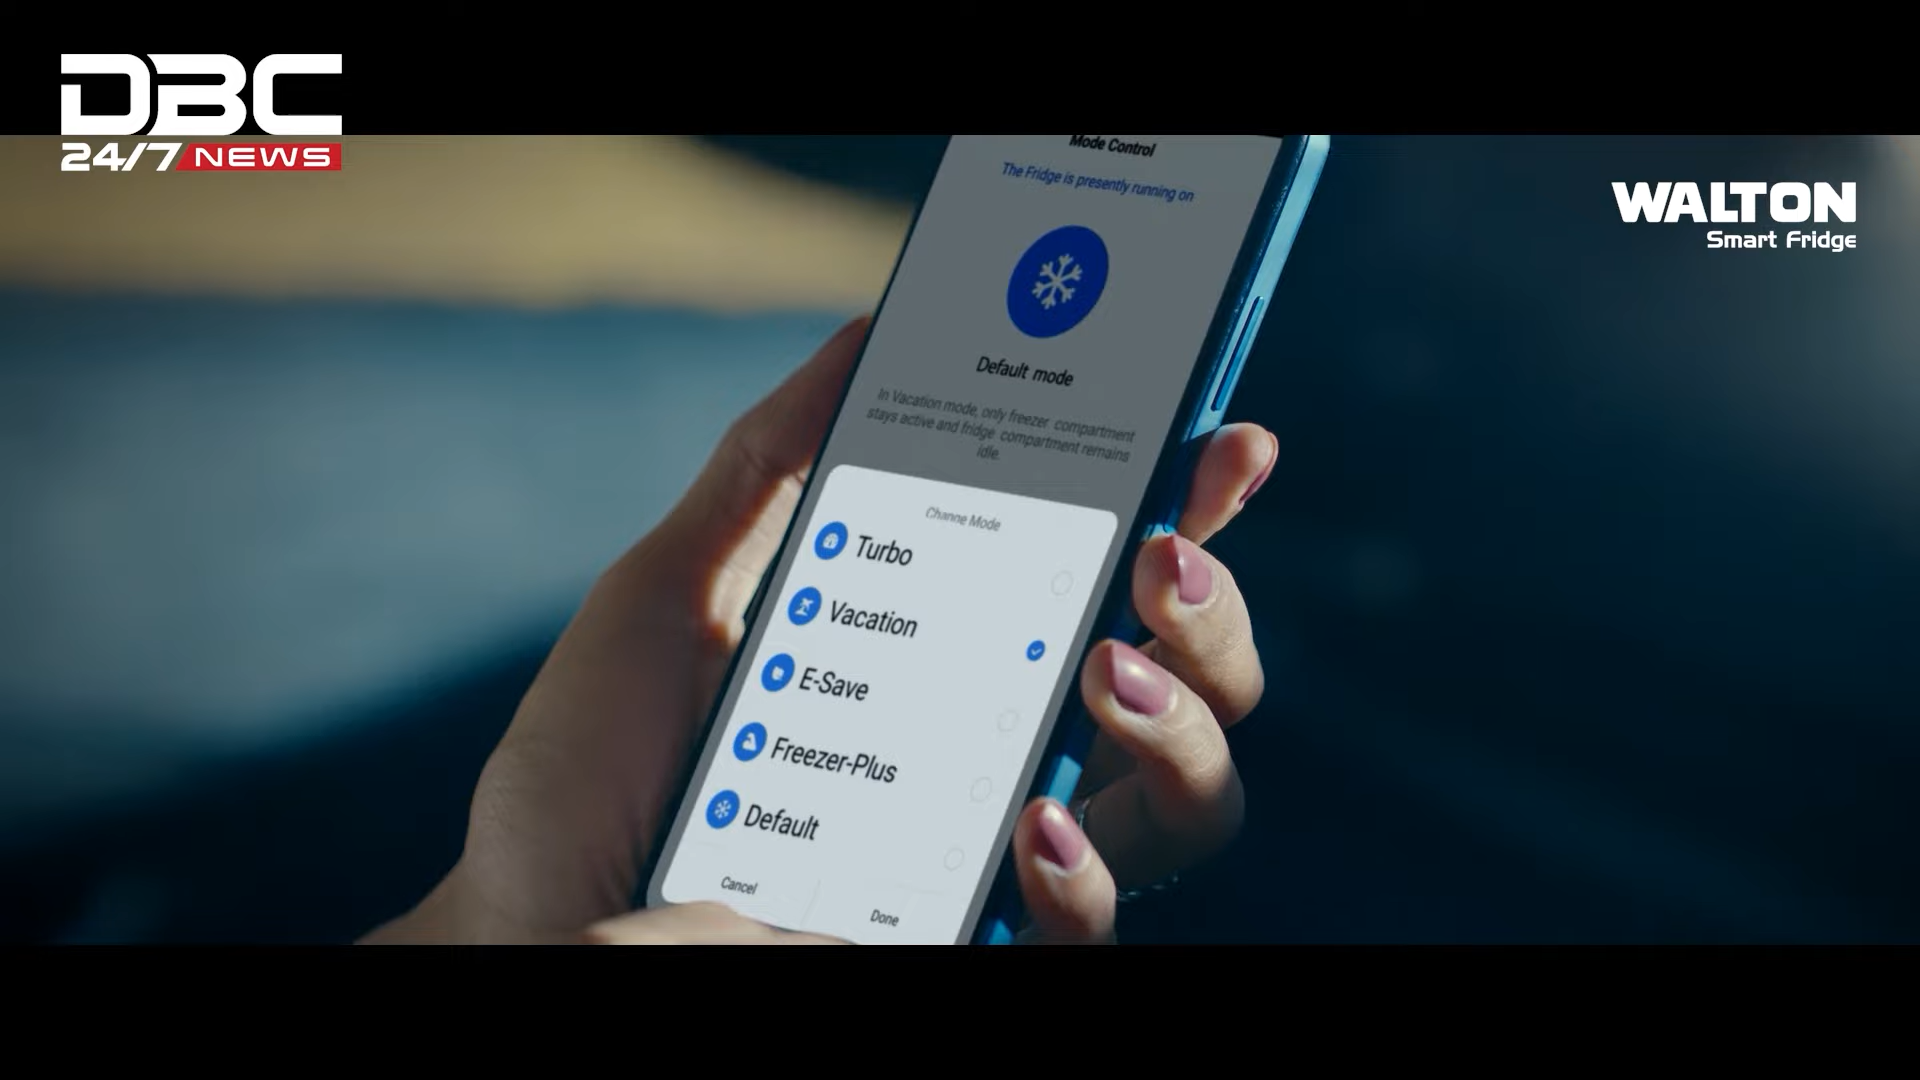 DBC
24/7 NEWS
WALTON
Smart Fridge
Mode Control
The Fridge is presently running on
Default mode
In Vacation mode, only freezer compartment
stays active and fridge compartment remains
idle.
Change Mode
Turbo
Vacation
E-Save
Freezer-Plus
Default
Cancel
Done